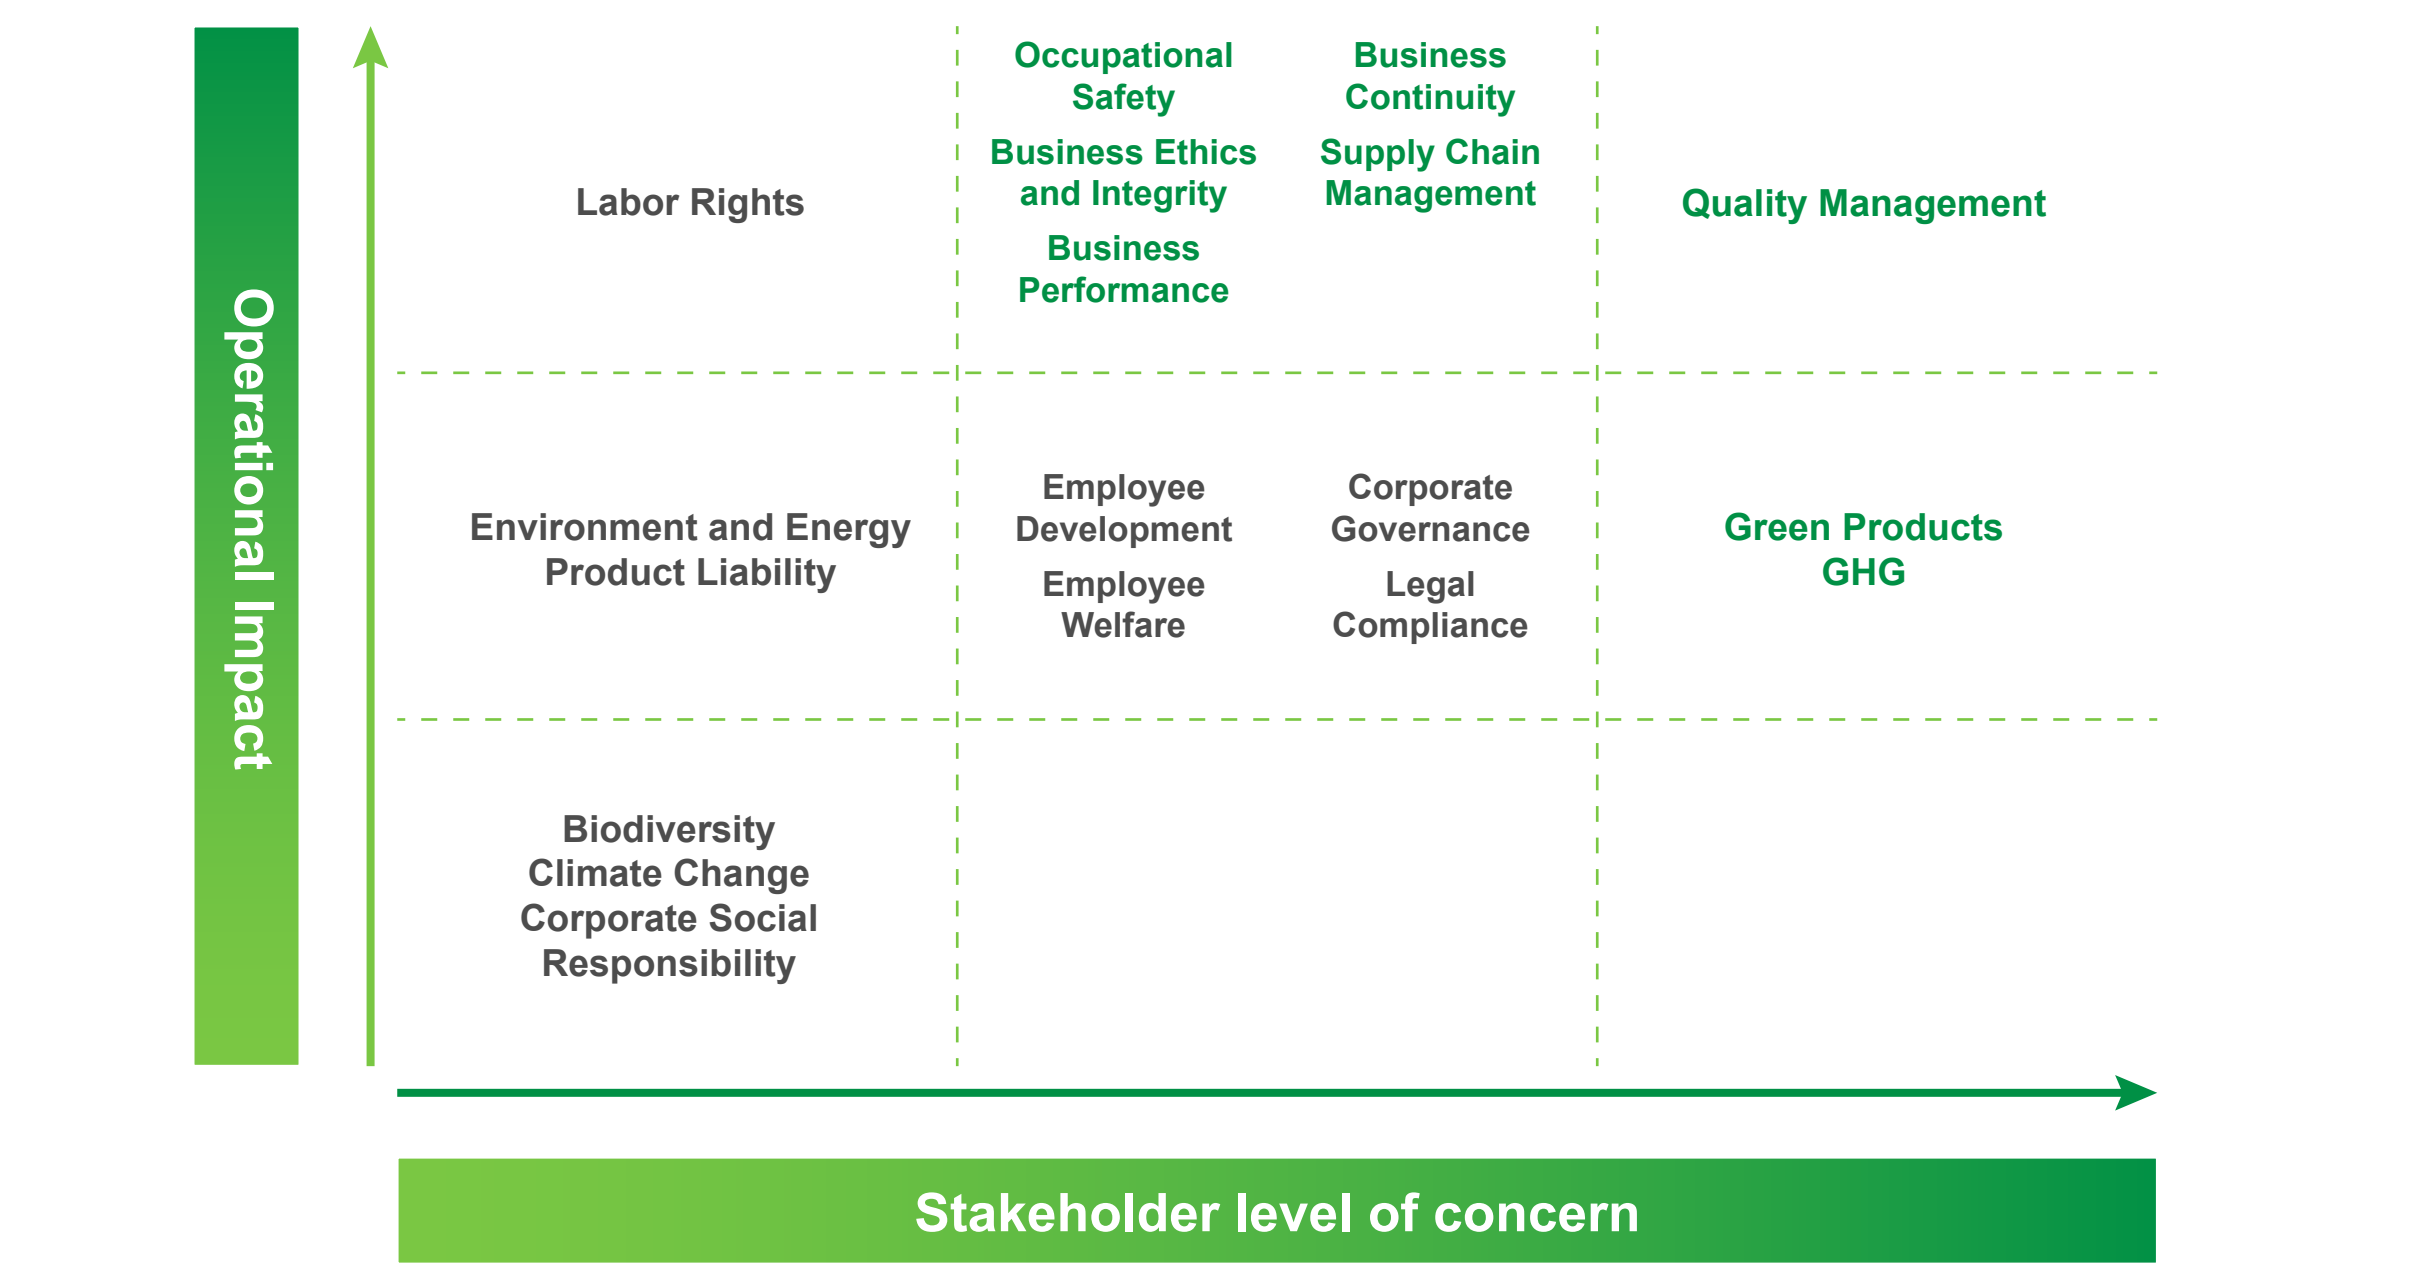 Operational Impact
Labor Rights
Occupational
Safety
Business Ethics
and Integrity
Business
Performance
Business
Continuity
Supply Chain
Management
Quality Management
Environment and Energy
Product Liability
Employee
Development
Employee
Welfare
Corporate
Governance
Legal
Compliance
Green Products
GHG
Biodiversity
Climate Change
Corporate Social
Responsibility
Stakeholder level of concern